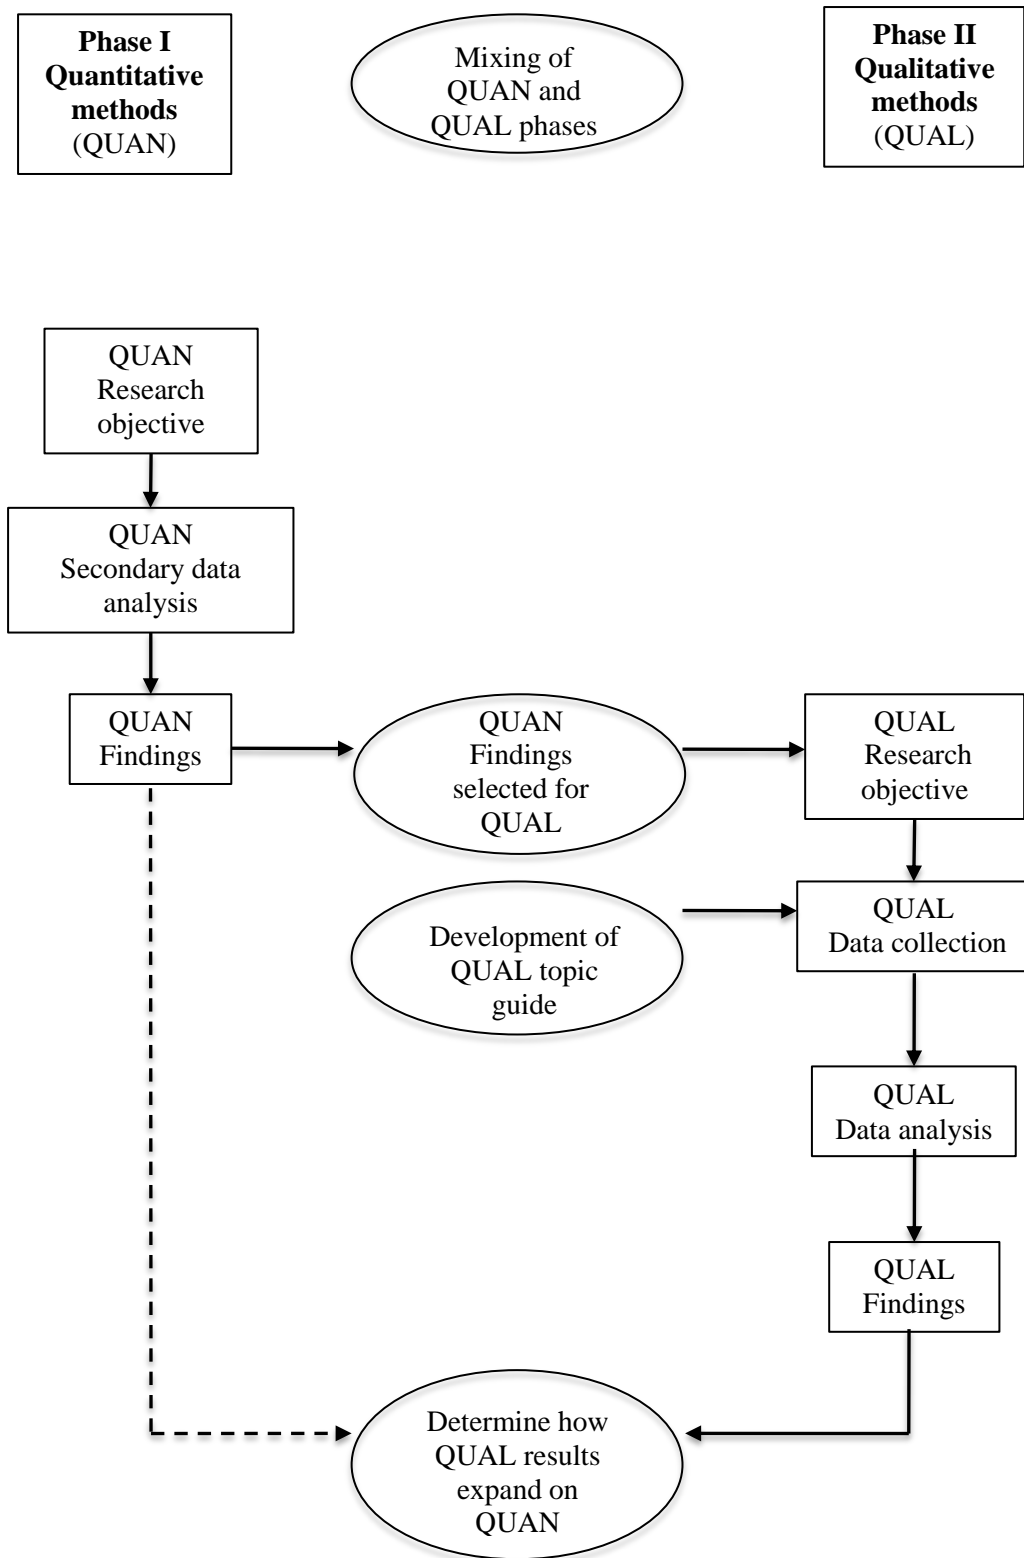 Phase I
Quantitative
methods
(QUAN)
Mixing of
QUAN and
QUAL phases
Phase II
Qualitative
methods
(QUAL)
QUAN
Research
objective
QUAN
Secondary data
analysis
QUAN
Findings
QUAN
Findings
selected for
QUAL
QUAL
Research
objective
Development of
QUAL topic
guide
QUAL
Data collection
QUAL
Data analysis
QUAL
Findings
Determine how
QUAL results
expand on
QUAN